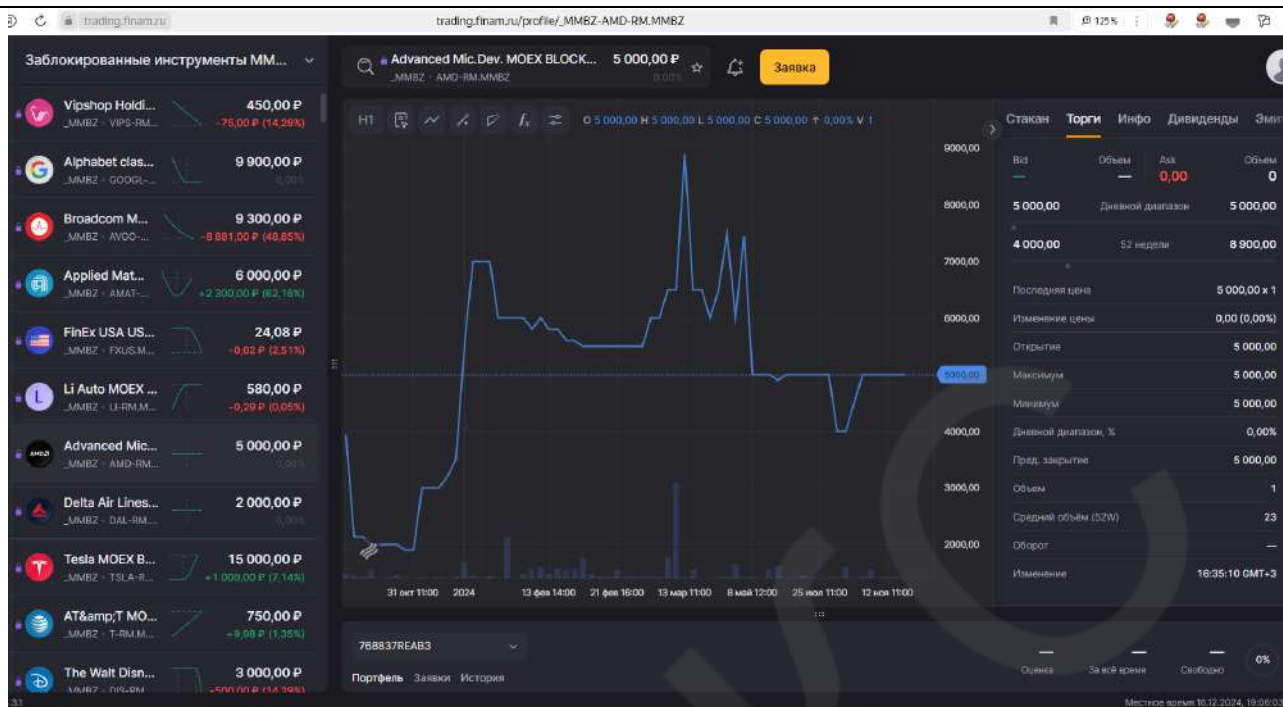 trading.finam.ru
trading.finam.ru/profile/_MMBZ-AMD-RM.MMBZ
125 %
Заблокированные инструменты MM...
Vipshop Holdi...
450,00 ₽
_MMBZ · VIPS-RM...
-75,00 ₽ (14,29%)
Alphabet clas...
9 900,00 ₽
_MMBZ · GOOGL-...
0,00%
Broadcom M...
9 300,00 ₽
_MMBZ · AVGO-...
-8 881,00 ₽ (48,85%)
Applied Mat...
6 000,00 ₽
_MMBZ · AMAT-...
+2 300,00 ₽ (62,16%)
FinEx USA US...
24,08 ₽
_MMBZ · FXUS.M...
-0,62 ₽ (2,51%)
L
Li Auto MOEX ...
580,00 ₽
_MMBZ · LI-RM.M...
-0,29 ₽ (0,05%)
Advanced Mic...
5 000,00 ₽
_MMBZ · AMD-RM...
0,00%
Delta Air Lines...
2 000,00 ₽
_MMBZ · DAL-RM...
0,00%
Tesla MOEX B...
15 000,00 ₽
_MMBZ · TSLA-R...
+1 000,00 ₽ (7,14%)
AT&amp;T MO...
750,00 ₽
_MMBZ · T-RM.M...
+9,98 ₽ (1,35%)
The Walt Disn...
3 000,00 ₽
_MMBZ · DIS-RM
-500,00 ₽ (14,29%)
Advanced Mic.Dev. MOEX BLOCK...
5 000,00 ₽
_MMBZ · AMD-RM.MMBZ
0,00%
Заявка
H1
O 5 000,00 H 5 000,00 L 5 000,00 C 5 000,00 ↑ 0,00% V 1
9000,00
8000,00
7000,00
6000,00
5000,00
4000,00
3000,00
2000,00
31 окт 11:00 2024 13 фев 14:00 21 фев 16:00 13 мар 11:00 8 май 12:00 25 июл 11:00 12 ноя 11:00
Стакан Торги Инфо Дивиденды Эми
Bid Объем Ask Объем
— — 0,00 0
5 000,00 Дневной диапазон 5 000,00
4 000,00 52 недели 8 900,00
Последняя цена 5 000,00 x 1
Изменение цены 0,00 (0,00%)
Открытие 5 000,00
Максимум 5 000,00
Минимум 5 000,00
Дневной диапазон, % 0,00%
Пред. закрытие 5 000,00
Объем 1
Средний объём (52W) 23
Оборот —
Изменение 16:35:10 GMT+3
768837REAB3
Портфель Заявки История
— — —
Оценка За всё время Свободно
0%
Местное время 16.12.2024, 19:06:0